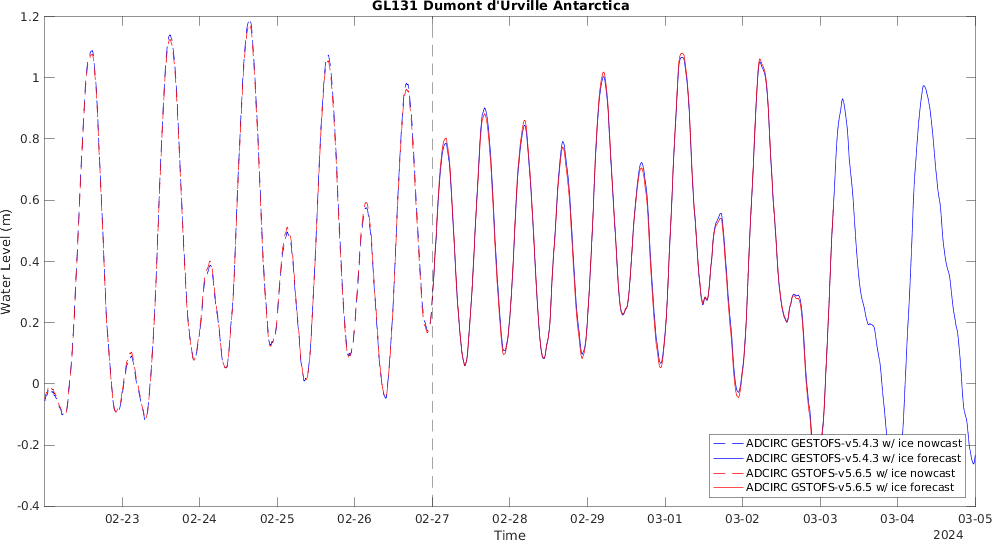 GL131 Dumont d'Urville Antarctica
1.2
1
0.8
0.6
0.4
0.2
0
-0.2
-0.4
Water Level (m)
ADCIRC GESTOFS-v5.4.3 w/ ice nowcast
ADCIRC GESTOFS-v5.4.3 w/ ice forecast
ADCIRC GSTOFS-v5.6.5 w/ ice nowcast
ADCIRC GSTOFS-v5.6.5 w/ ice forecast
02-23 02-24 02-25 02-26 02-27 02-28 02-29 03-01 03-02 03-03 03-04 03-05
Time
2024